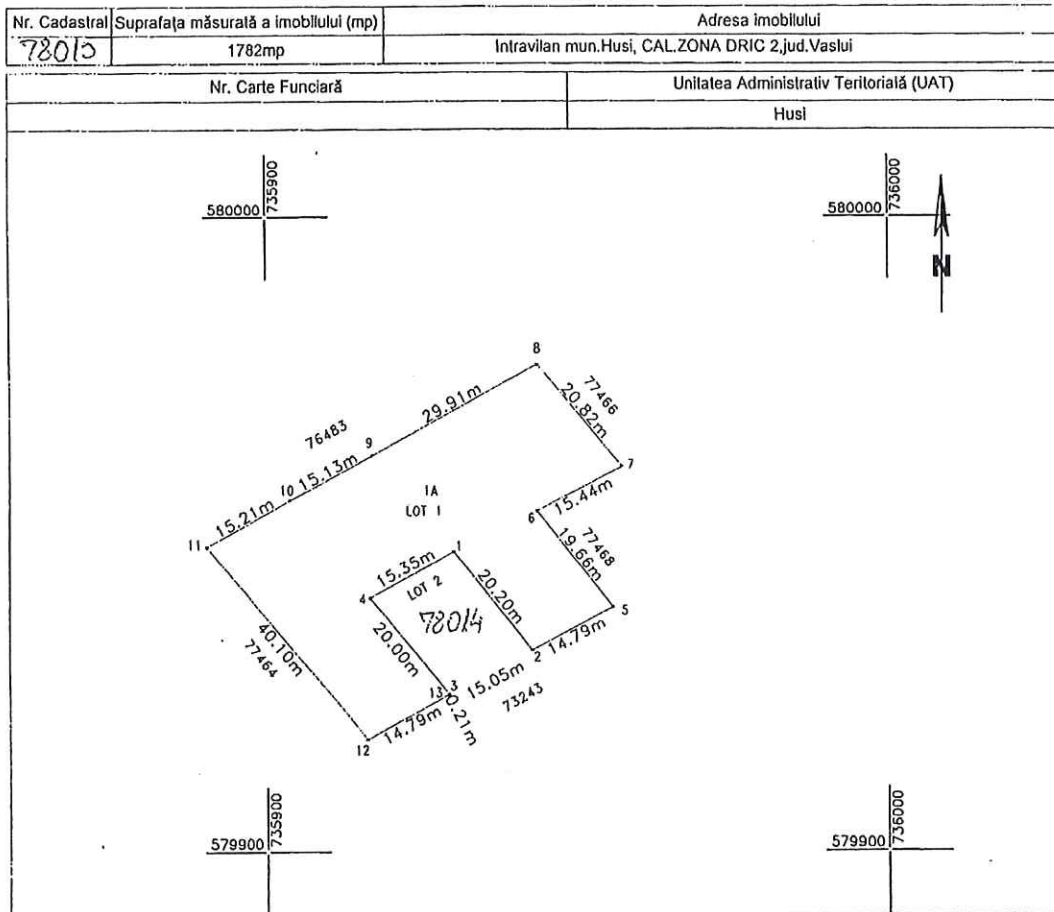 Nr. Cadastral Suprafaţa măsurată a imobilului (mp) Adresa imobilului
78015 1782mp Intravilan mun.Husi, CAL.ZONA DRIC 2,jud.Vaslui
Nr. Carte Funciară Unitatea Administrativ Teritorială (UAT)
Husi
580000 735900
580000 736000
N
8
29.91m
77466
20.82m
76483
9
7
15.13m
10
1A
LOT 1
15.44m
6
15.21m
11
77468
19.66m
1
15.35m
4
LOT 2
78014
20.20m
5
20.00m
14.79m
2
40.10m
77464
15.05m
73243
13 3
0.21m
14.79m
12
579900 735900
579900 736000